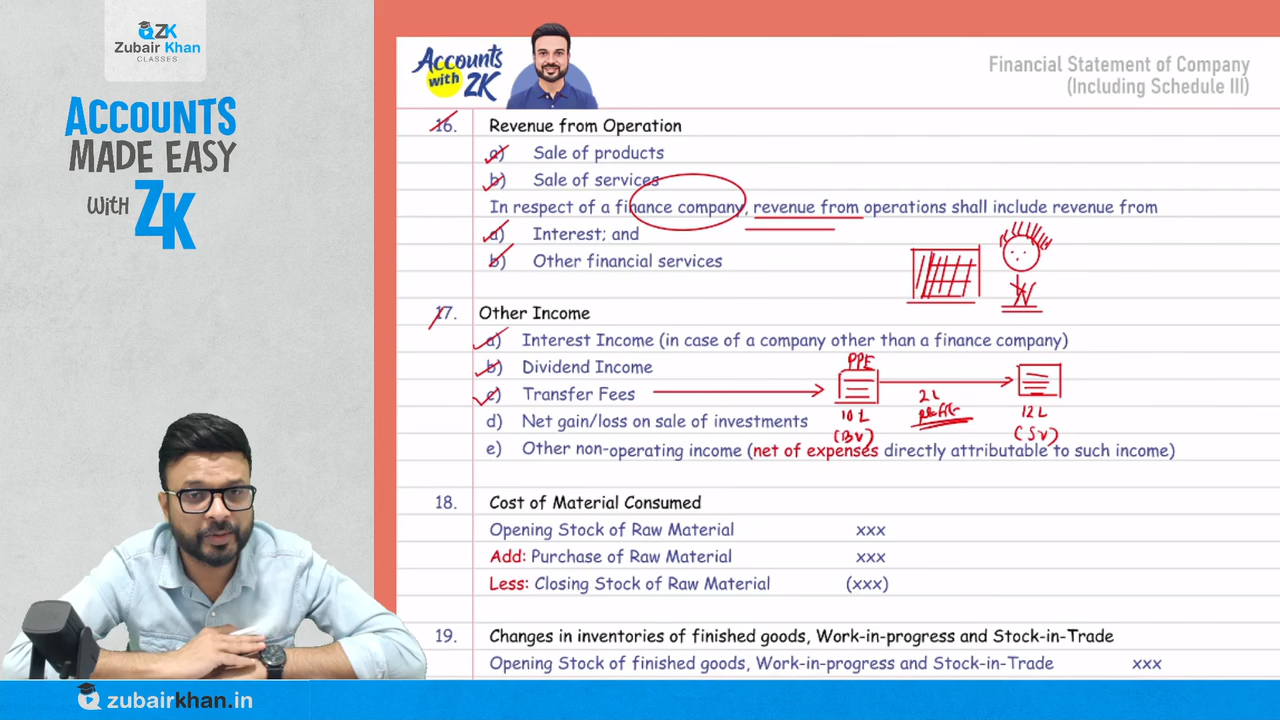 ZK
Zubair Khan
CLASSES
ACCOUNTS
MADE EASY
WITH ZK
Accounts
with
ZK
Financial Statement of Company
(Including Schedule III)
16. Revenue from Operation
a) Sale of products
b) Sale of services
In respect of a finance company, revenue from operations shall include revenue from
a) Interest; and
b) Other financial services
17. Other Income
a) Interest Income (in case of a company other than a finance company)
b) Dividend Income
PPE
c) Transfer Fees
2L
profit
10 L
12 L
d) Net gain/loss on sale of investments
(BV)
(SV)
e) Other non-operating income (net of expenses directly attributable to such income)
18. Cost of Material Consumed
Opening Stock of Raw Material xxx
Add: Purchase of Raw Material xxx
Less: Closing Stock of Raw Material (xxx)
19. Changes in inventories of finished goods, Work-in-progress and Stock-in-Trade
Opening Stock of finished goods, Work-in-progress and Stock-in-Trade xxx
zubairkhan.in